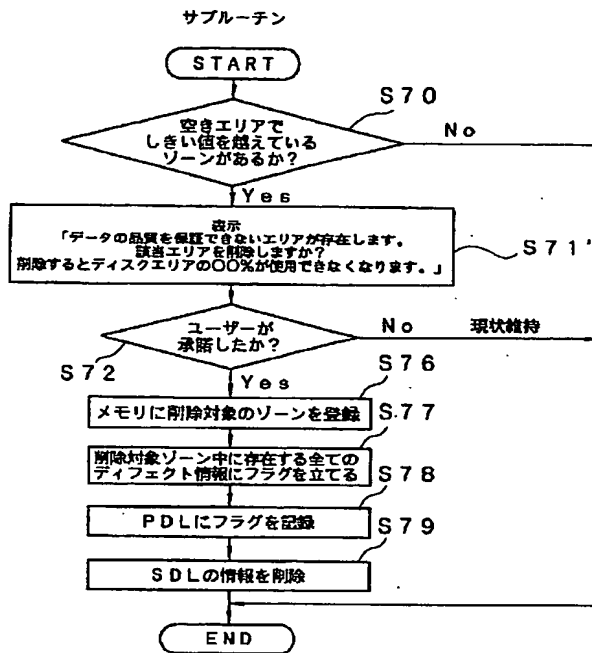 サブルーチン
START
S70
空きエリアで
しきい値を越えている
ゾーンがあるか?
No
Yes
表示
「データの品質を保証できないエリアが存在します。
該当エリアを削除しますか?
削除するとディスクエリアの〇〇%が使用できなくなります。」
S71'
ユーザーが
承諾したか?
No
現状維持
S72
Yes
S76
メモリに削除対象のゾーンを登録
S77
削除対象ゾーン中に存在する全ての
ディフェクト情報にフラグを立てる
S78
PDLにフラグを記録
S79
SDLの情報を削除
END